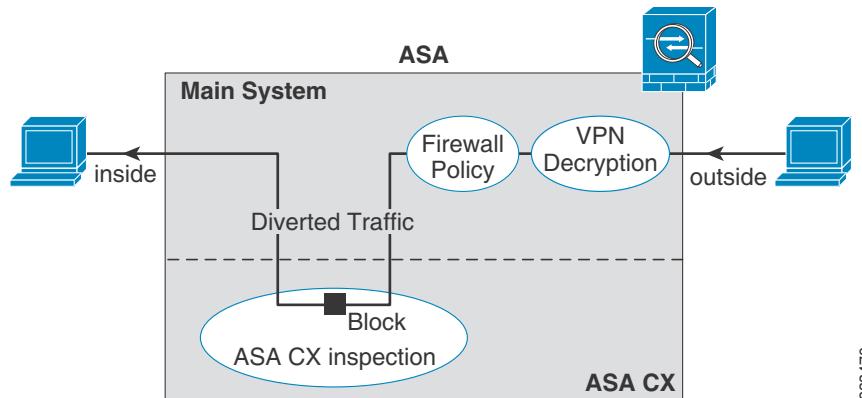 ASA
Main System
Firewall
Policy
VPN
Decryption
inside
outside
Diverted Traffic
Block
ASA CX inspection
ASA CX